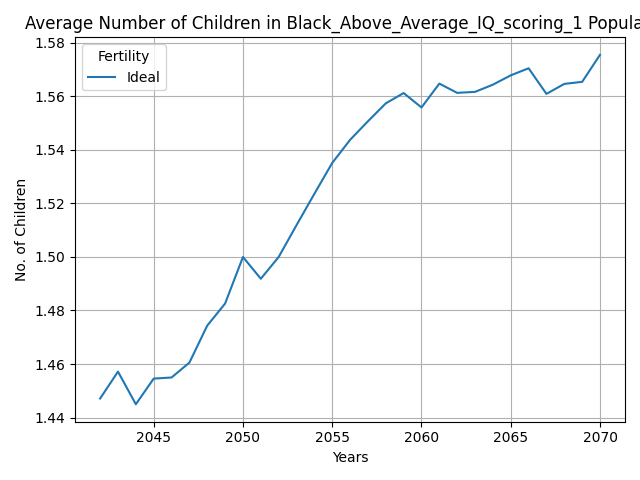 Average Number of Children in Black_Above_Average_IQ_scoring_1 Popula
Fertility
Ideal
No. of Children
1.58
1.56
1.54
1.52
1.50
1.48
1.46
1.44
2045 2050 2055 2060 2065 2070
Years